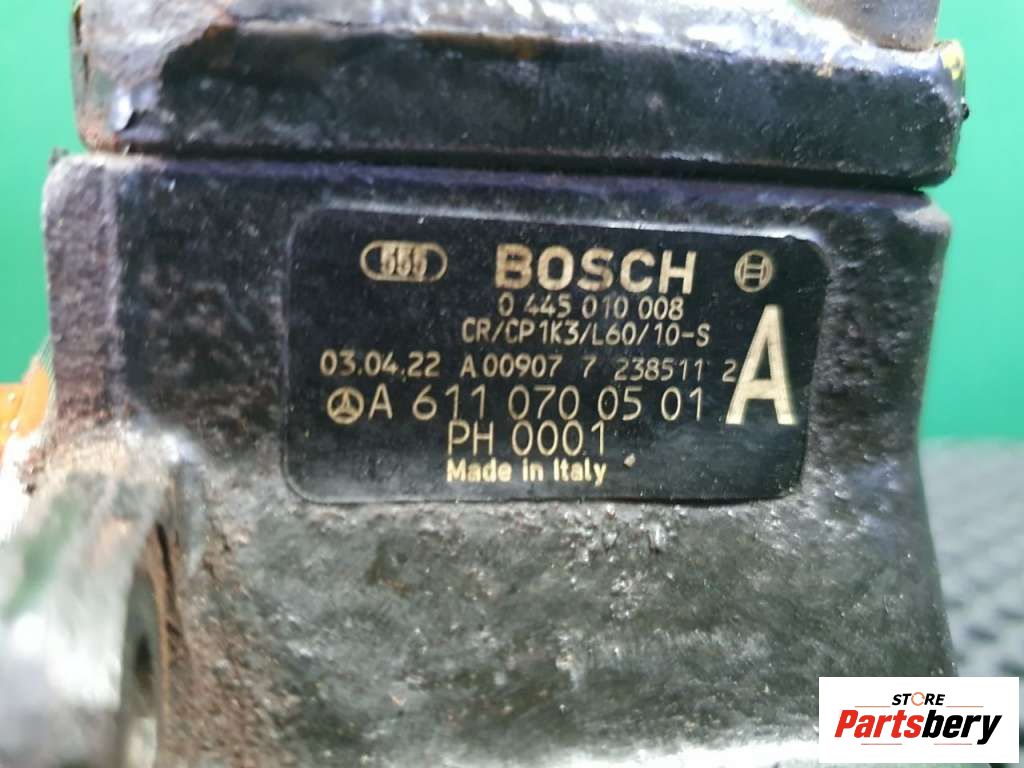 555 BOSCH
0 445 010 008
CR/CP1K3/L60/10-S
03.04.22 A00907 7 238511 2
A
A 611 070 05 01
PH 0001
Made in Italy
STORE
Partsbery